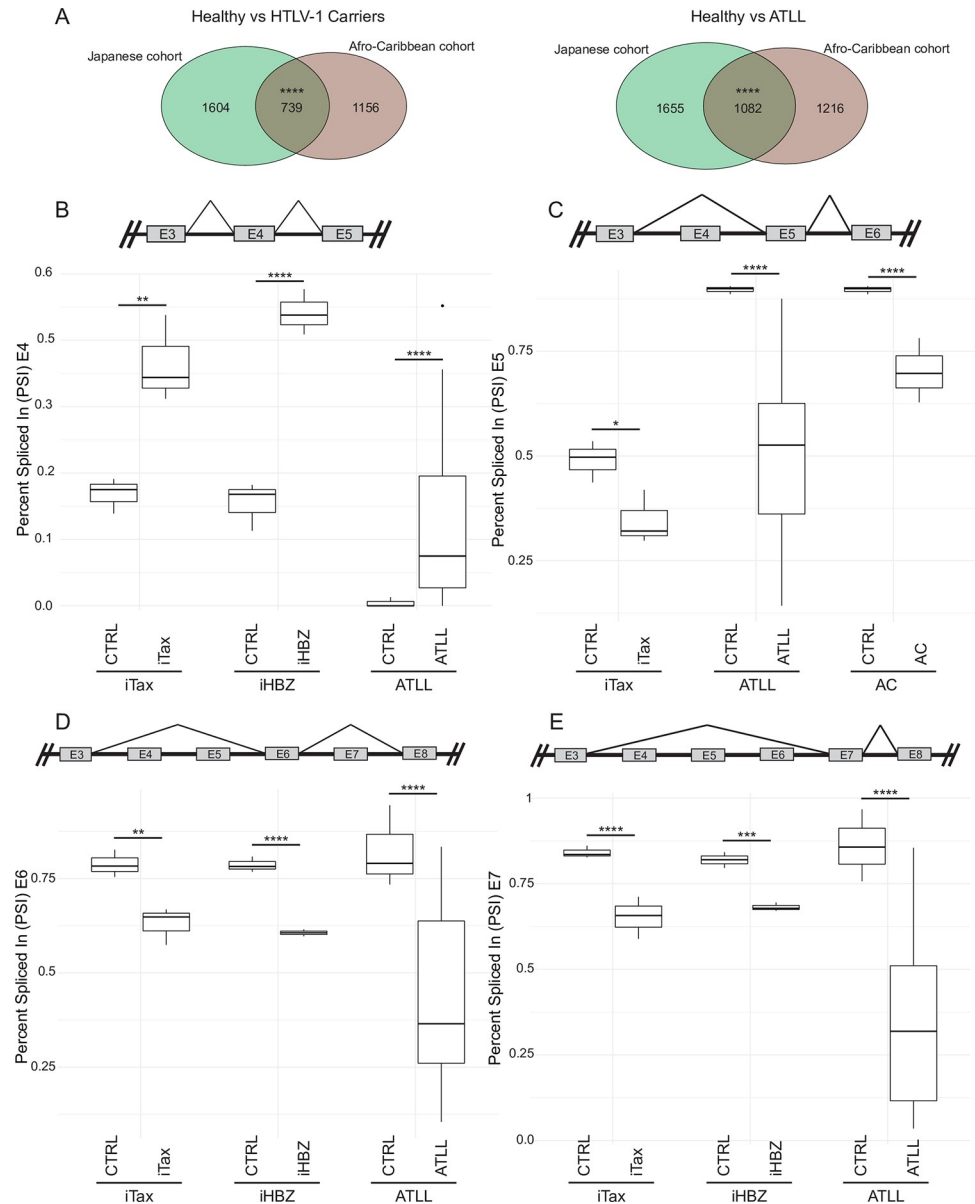 A
Healthy vs HTLV-1 Carriers
Healthy vs ATLL
Japanese cohort
Afro-Caribbean cohort
1604
****
739
1156
Japanese cohort
Afro-Caribbean cohort
1655
****
1082
1216
B
E3
E4
E5
Percent Spliced In (PSI) E4
0.6
0.5
0.3
0.2
0.1
0.0
**
****
****
CTRL
iTax
CTRL
iHBZ
CTRL
ATLL
iTax
iHBZ
ATLL
C
E3
E4
E5
E6
Percent Spliced In (PSI) E5
0.75
0.5
0.25
*
****
****
CTRL
iTax
CTRL
ATLL
CTRL
AC
iTax
ATLL
AC
D
E3
E4
E5
E6
E7
E8
Percent Spliced In (PSI) E6
0.75
0.5
0.25
**
****
****
CTRL
iTax
CTRL
iHBZ
CTRL
ATLL
iTax
iHBZ
ATLL
E
E3
E4
E5
E6
E7
E8
Percent Spliced In (PSI) E7
1
0.75
0.5
0.25
0.0
****
***
****
CTRL
iTax
CTRL
iHBZ
CTRL
ATLL
iTax
iHBZ
ATLL